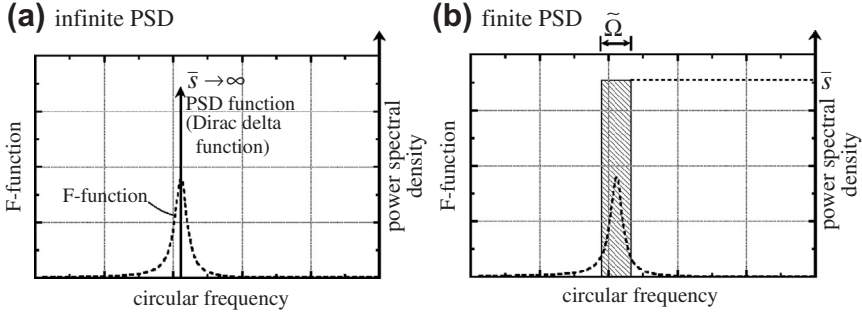 (a) infinite PSD
F-function
s̅ → ∞
PSD function
(Dirac delta
function)
F-function
power spectral
density
circular frequency
(b) finite PSD
Ω̃
F-function
s̅
power spectral
density
circular frequency